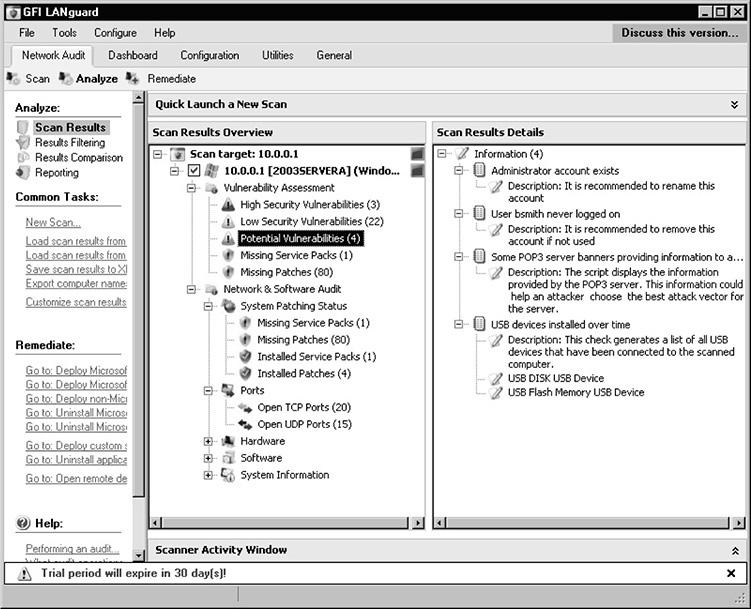 GFI LANguard
File Tools Configure Help
Discuss this version...
Network Audit Dashboard Configuration Utilities General
Scan Analyze Remediate
Analyze:
Scan Results
Results Filtering
Results Comparison
Reporting
Common Tasks:
New Scan...
Load scan results from
Load scan results from
Save scan results to XI
Export computer name:
Customize scan results
Remediate:
Go to: Deploy Microsof
Go to: Deploy Microsof
Go to: Deploy non-Micr
Go to: Uninstall Micros
Go to: Uninstall Micros
Go to: Deploy custom s
Go to: Uninstall applica
Go to: Open remote de
Help:
Performing an audit...
Quick Launch a New Scan
Scan Results Overview
Scan target: 10.0.0.1
10.0.0.1 [2003SERVERA] (Windo...
Vulnerability Assessment
High Security Vulnerabilities (3)
Low Security Vulnerabilities (22)
Potential Vulnerabilities (4)
Missing Service Packs (1)
Missing Patches (80)
Network & Software Audit
System Patching Status
Missing Service Packs (1)
Missing Patches (80)
Installed Service Packs (1)
Installed Patches (4)
Ports
Open TCP Ports (20)
Open UDP Ports (15)
Hardware
Software
System Information
Scan Results Details
Information (4)
Administrator account exists
Description: It is recommended to rename this
account
User bsmith never logged on
Description: It is recommended to remove this
account if not used
Some POP3 server banners providing information to a...
Description: The script displays the information
provided by the POP3 server. This information could
help an attacker choose the best attack vector for
the server.
USB devices installed over time
Description: This check generates a list of all USB
devices that have been connected to the scanned
computer.
USB DISK USB Device
USB Flash Memory USB Device
Scanner Activity Window
Trial period will expire in 30 day(s)!